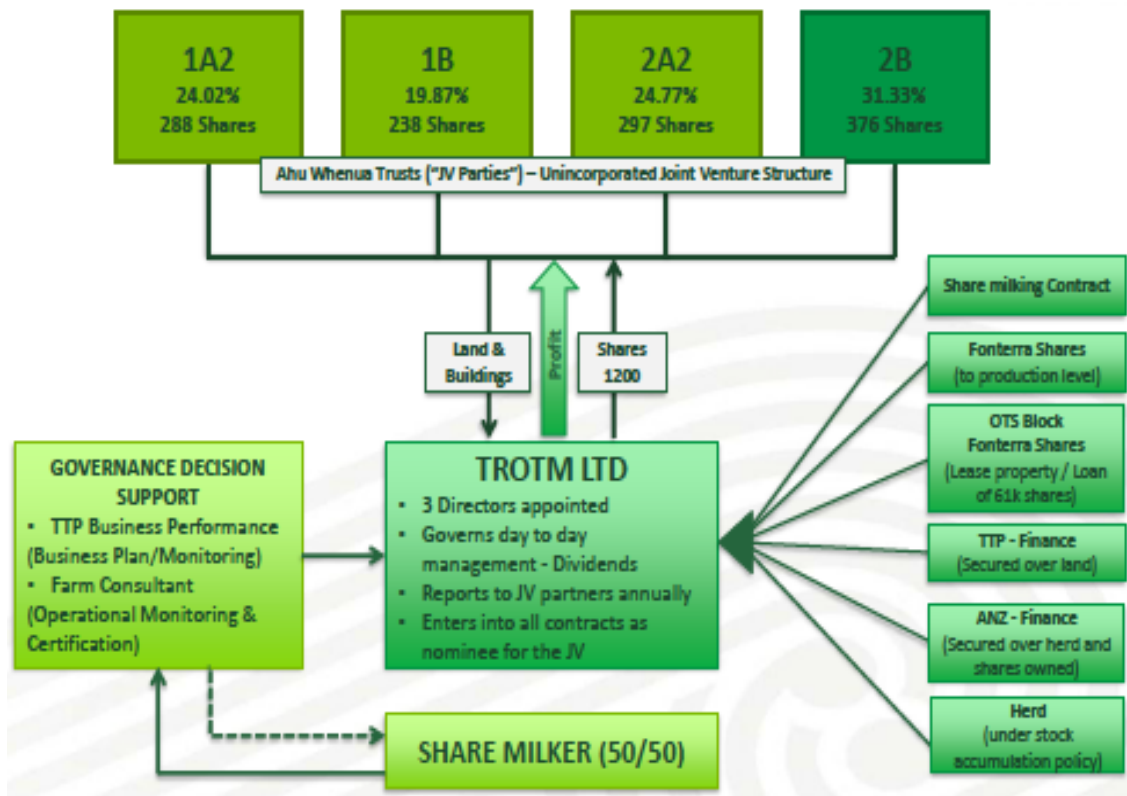 1A2
24.02%
288 Shares
1B
19.87%
238 Shares
2A2
24.77%
297 Shares
2B
31.33%
376 Shares
Ahu Whenua Trusts ("JV Parties") – Unincorporated Joint Venture Structure
Land &
Buildings
Profit
Shares
1200
GOVERNANCE DECISION
SUPPORT
• TTP Business Performance
(Business Plan/Monitoring)
• Farm Consultant
(Operational Monitoring &
Certification)
TROTM LTD
• 3 Directors appointed
• Governs day to day
management - Dividends
• Reports to JV partners annually
• Enters into all contracts as
nominee for the JV
SHARE MILKER (50/50)
Share milking Contract
Fonterra Shares
(to production level)
OTS Block
Fonterra Shares
(Lease property / Loan
of 61k shares)
TTP - Finance
(Secured over land)
ANZ - Finance
(Secured over herd and
shares owned)
Herd
(under stock
accumulation policy)